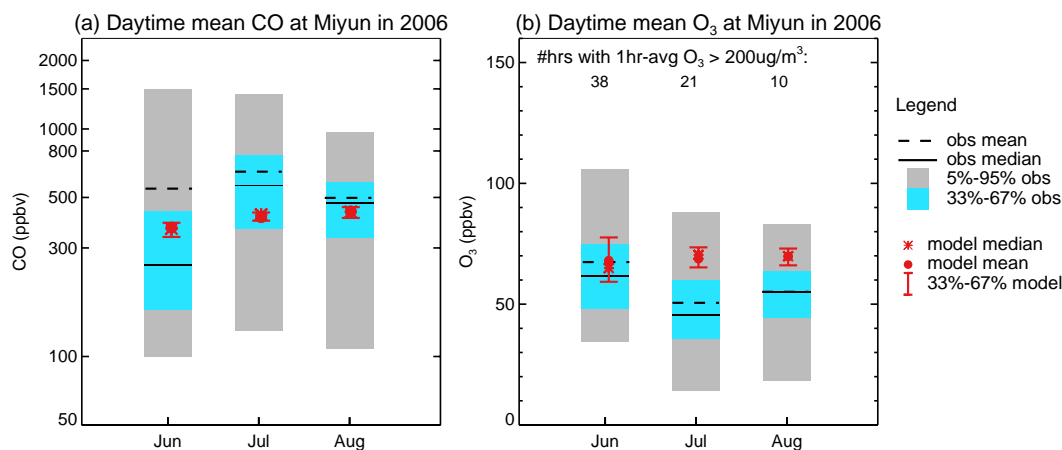 (a) Daytime mean CO at Miyun in 2006
CO (ppbv)
2000
1500
1000
800
500
300
100
50
Jun Jul Aug
(b) Daytime mean O₃ at Miyun in 2006
#hrs with 1hr-avg O₃ > 200ug/m³:
38 21 10
O₃ (ppbv)
150
100
50
0
Jun Jul Aug
Legend
obs mean
obs median
5%-95% obs
33%-67% obs
model median
model mean
33%-67% model